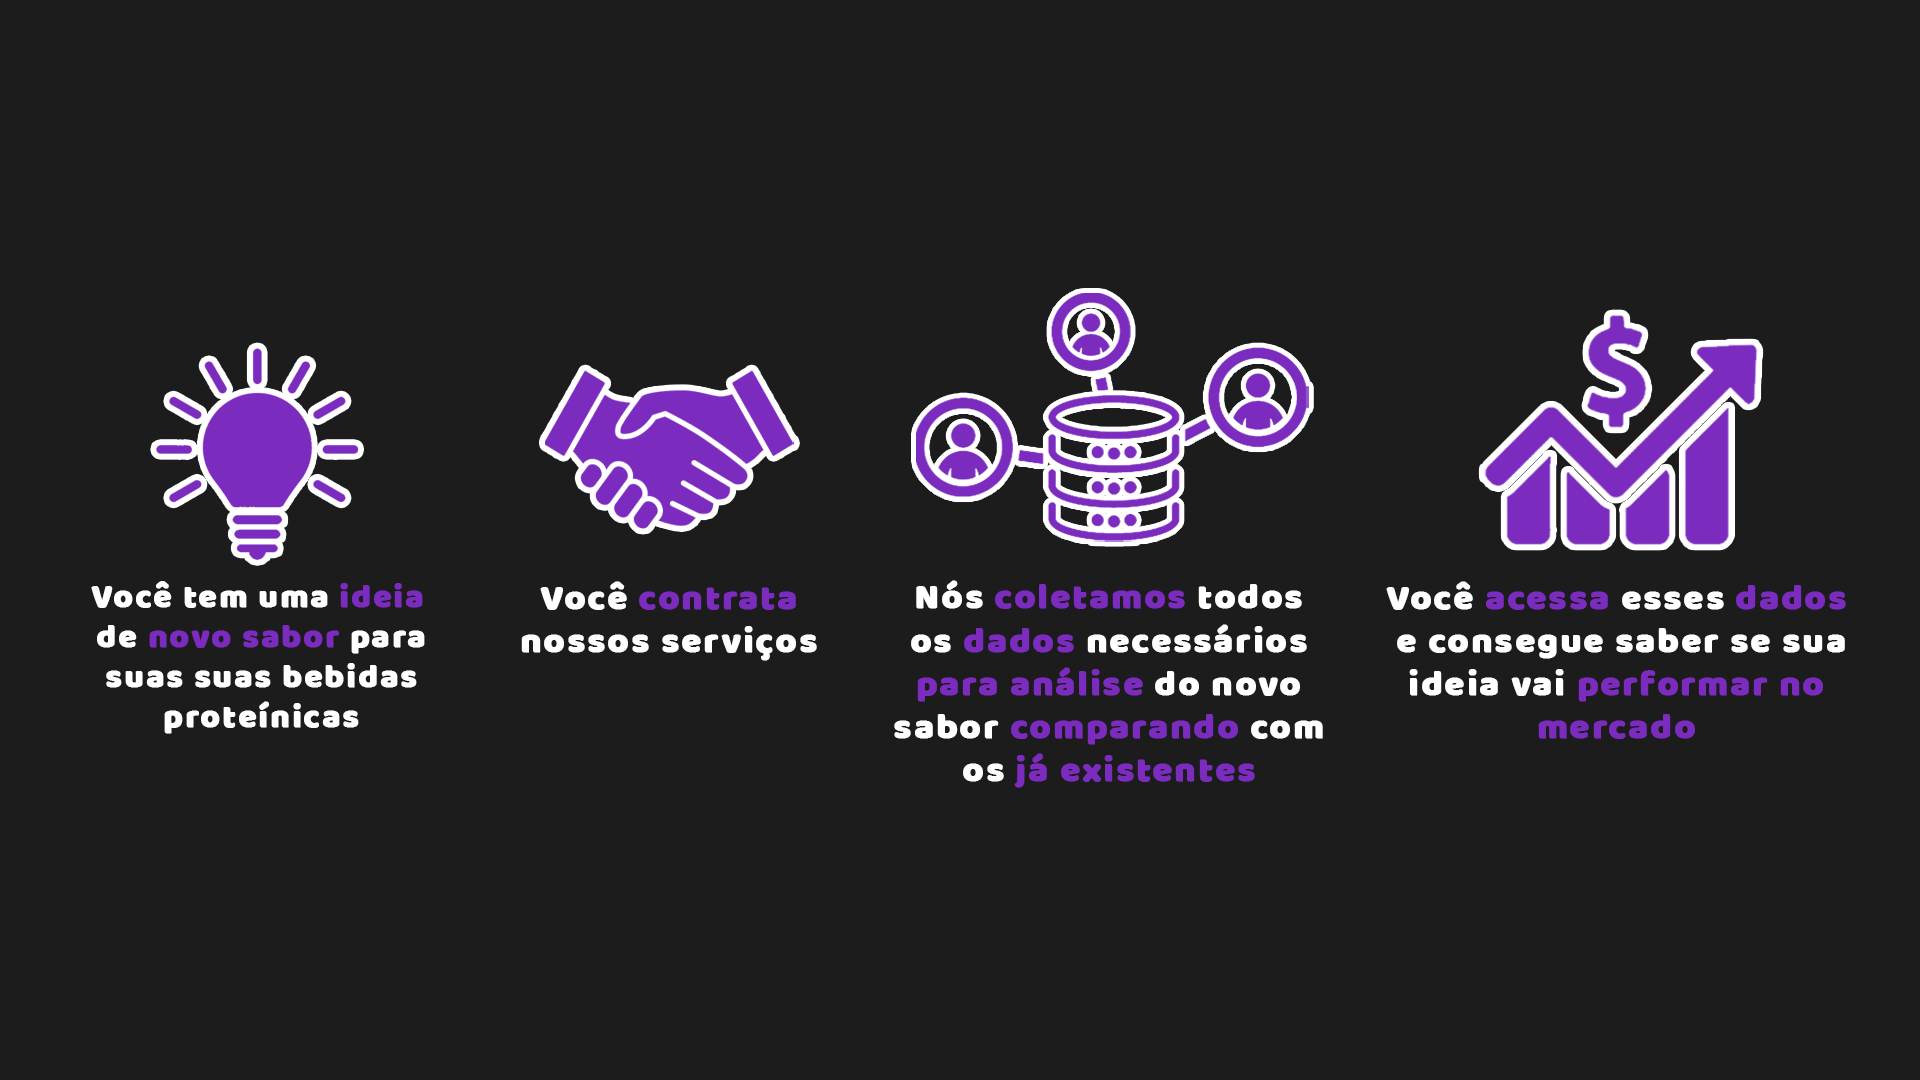 Você tem uma ideia
de novo sabor para
suas suas bebidas
proteínicas
Você contrata
nossos serviços
Nós coletamos todos
os dados necessários
para análise do novo
sabor comparando com
os já existentes
$
Você acessa esses dados
e consegue saber se sua
ideia vai performar no
mercado